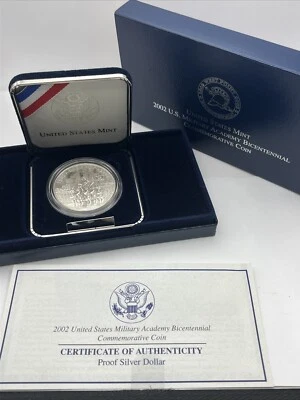 UNITED STATES MINT
UNITED STATES MINT
2002 U.S. MILITARY ACADEMY BICENTENNIAL
COMMEMORATIVE COIN
2002 United States Military Academy Bicentennial
Commemorative Coin
CERTIFICATE OF AUTHENTICITY
Proof Silver Dollar